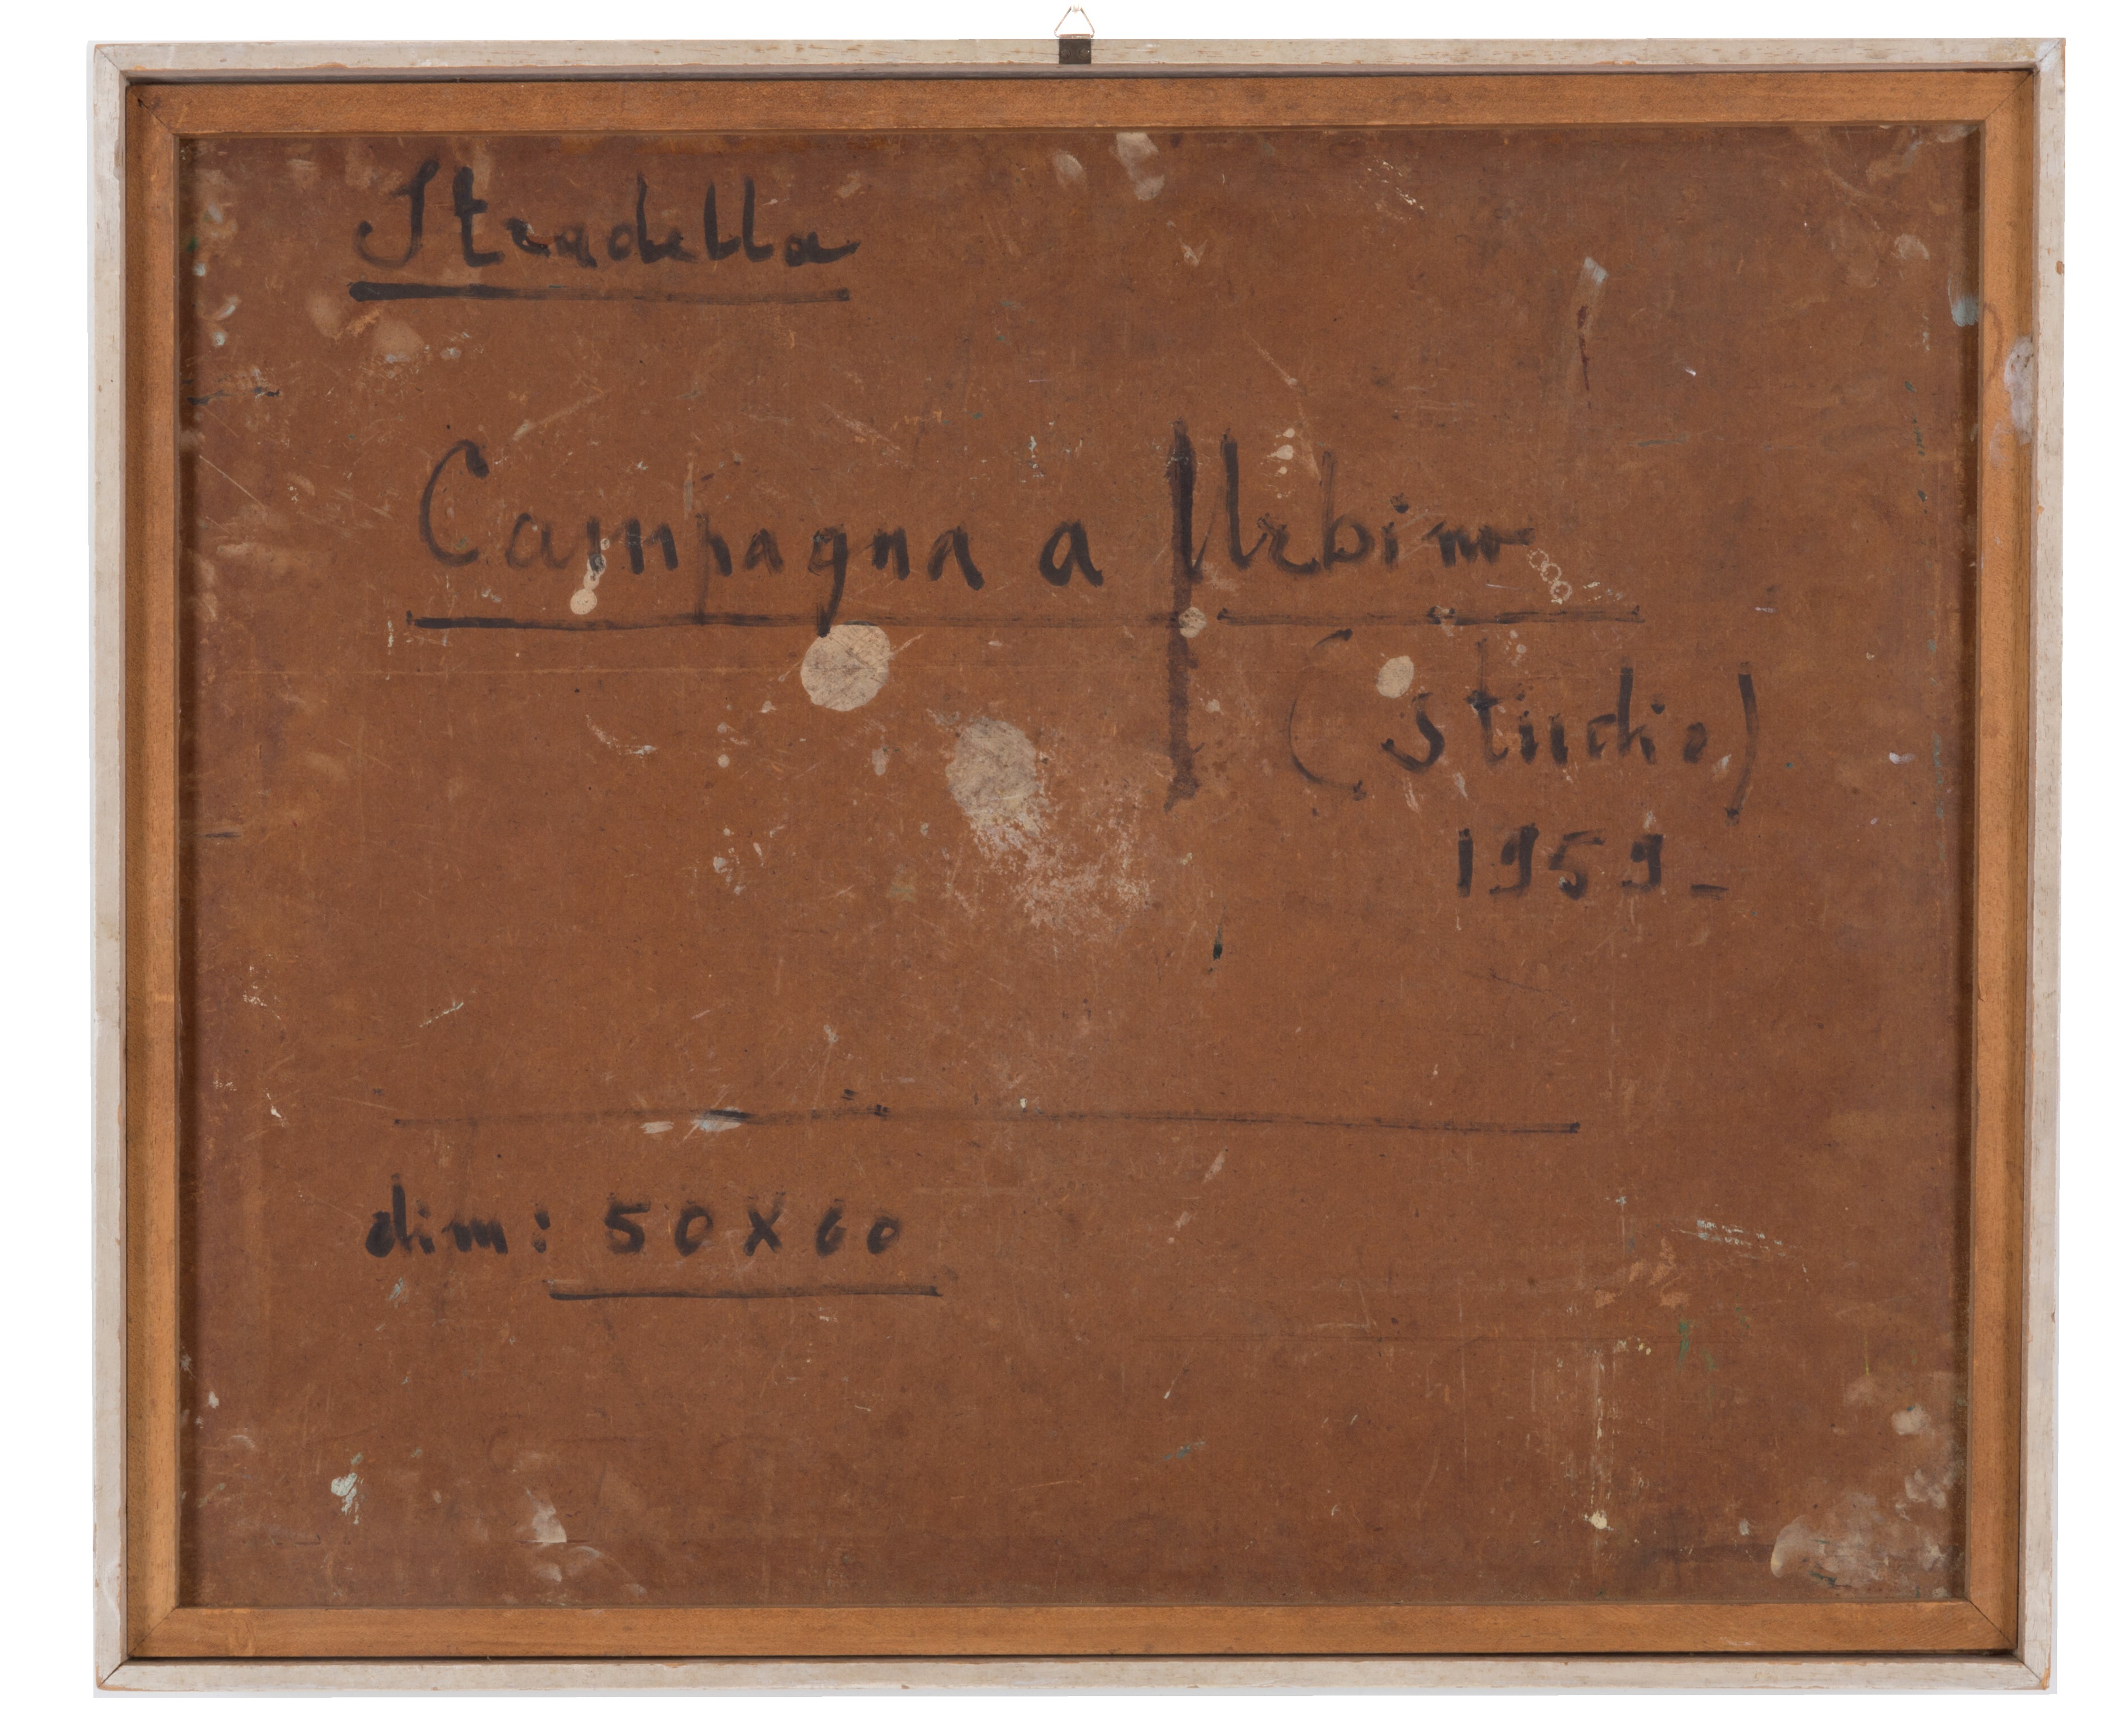 Stradella
Campagna a Urbino
(studio)
1959-
dim: 50x60